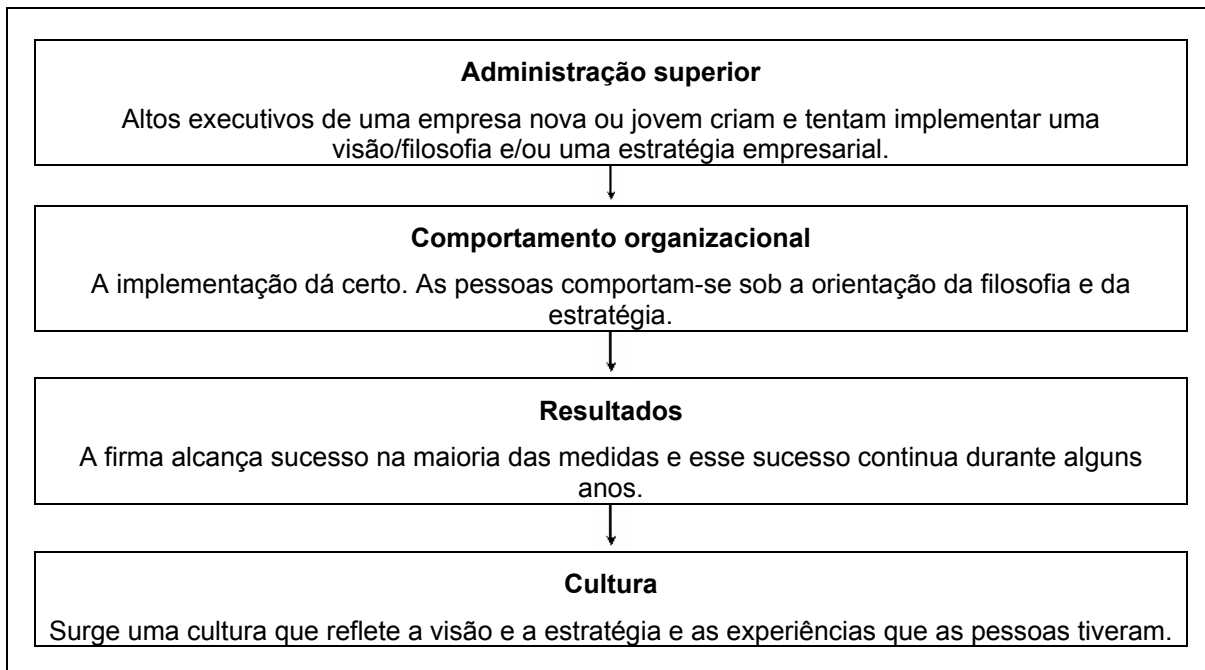 Administração superior
Altos executivos de uma empresa nova ou jovem criam e tentam implementar uma
visão/filosofia e/ou uma estratégia empresarial.
Comportamento organizacional
A implementação dá certo. As pessoas comportam-se sob a orientação da filosofia e da
estratégia.
Resultados
A firma alcança sucesso na maioria das medidas e esse sucesso continua durante alguns
anos.
Cultura
Surge uma cultura que reflete a visão e a estratégia e as experiências que as pessoas tiveram.